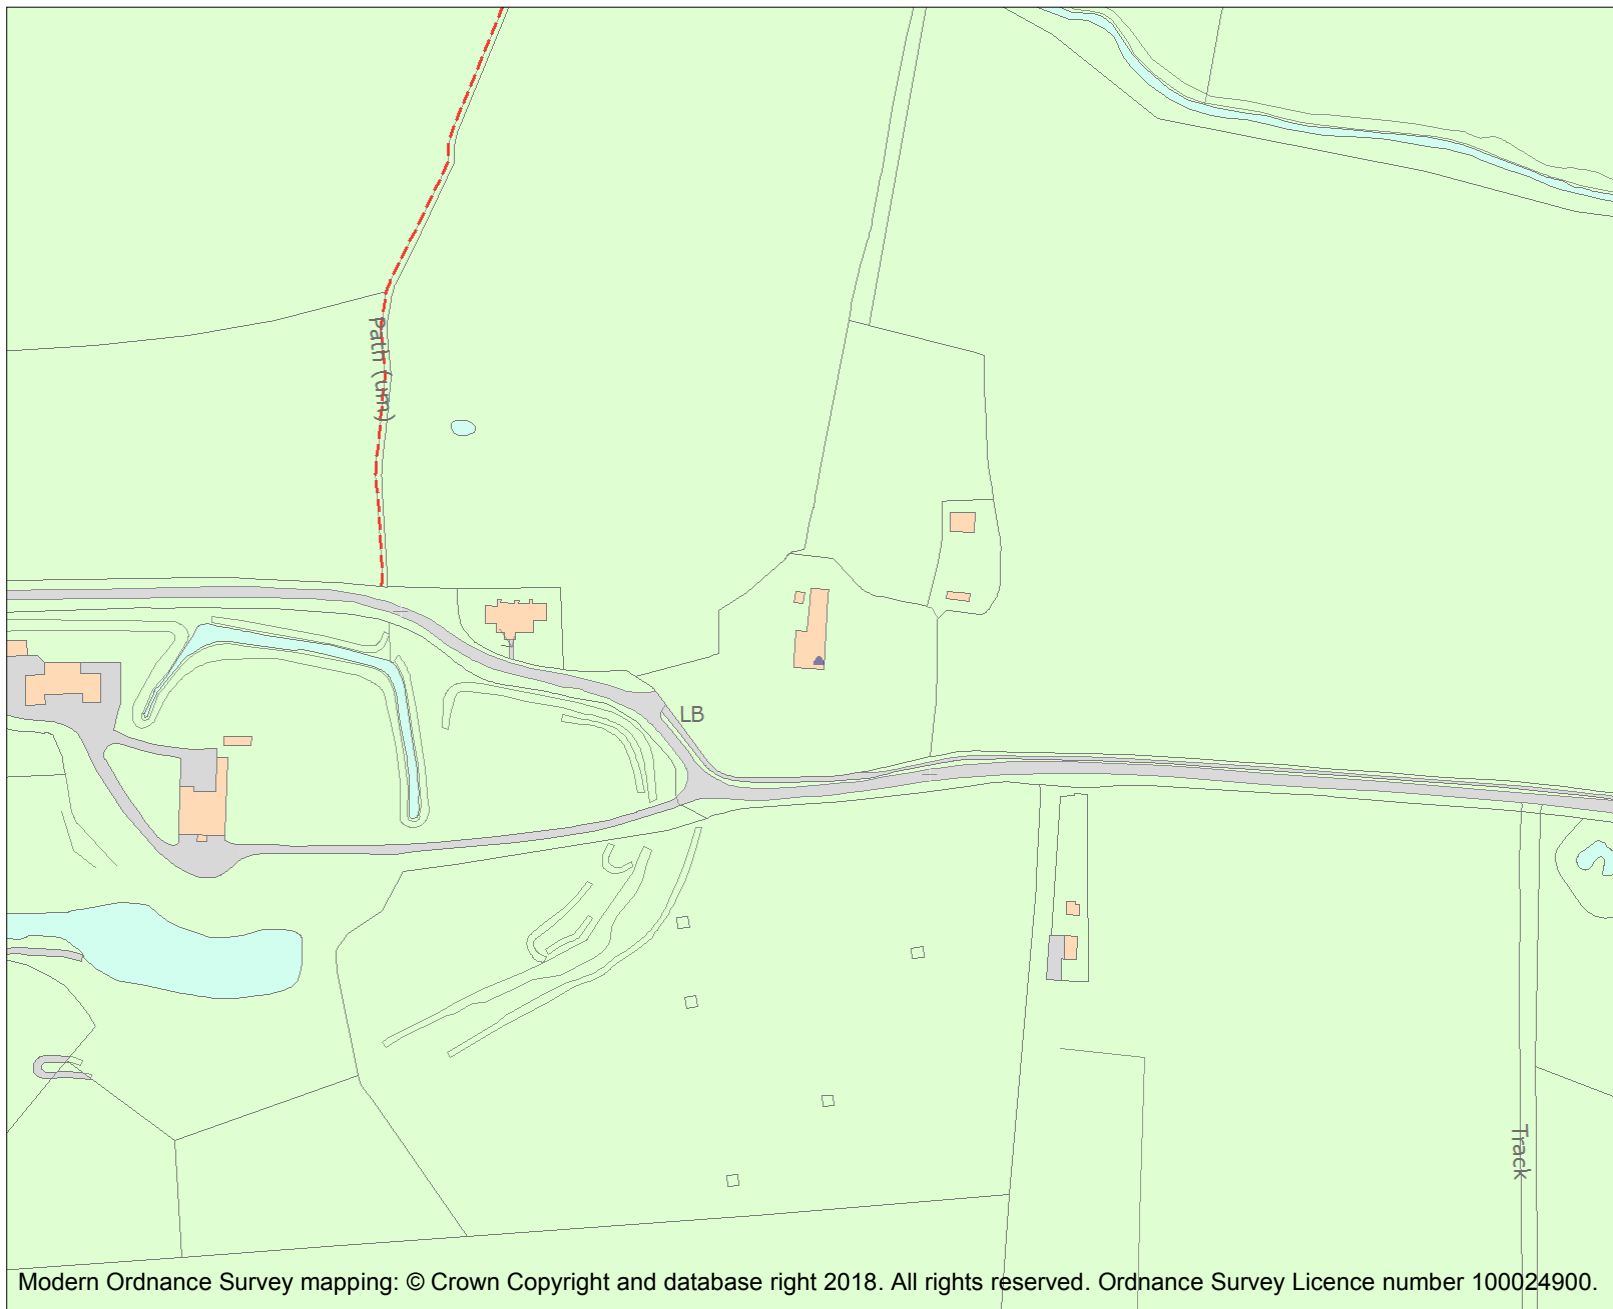 Path (um)
LB
Track
Modern Ordnance Survey mapping: © Crown Copyright and database right 2018. All rights reserved. Ordnance Survey Licence number 100024900.